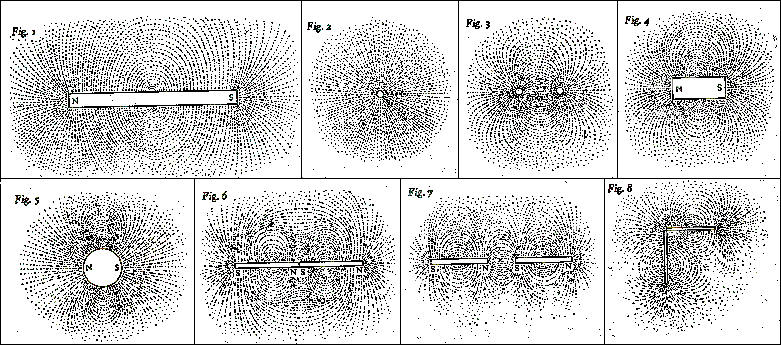 Fig. 1
Fig. 2
Fig. 3
Fig. 4
N S
N S
Fig. 5
Fig. 6
Fig. 7
Fig. 8
N S
N S N